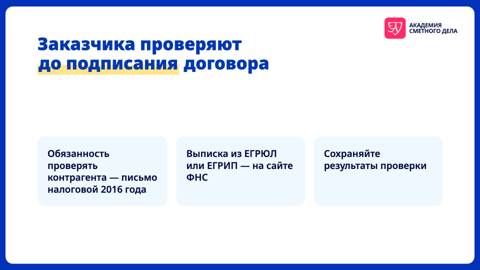 АКАДЕМИЯ
СМЕТНОГО ДЕЛА
Заказчика проверяют
до подписания договора
Обязанность
проверять
контрагента — письмо
налоговой 2016 года
Выписка из ЕГРЮЛ
или ЕГРИП — на сайте
ФНС
Сохраняйте
результаты проверки